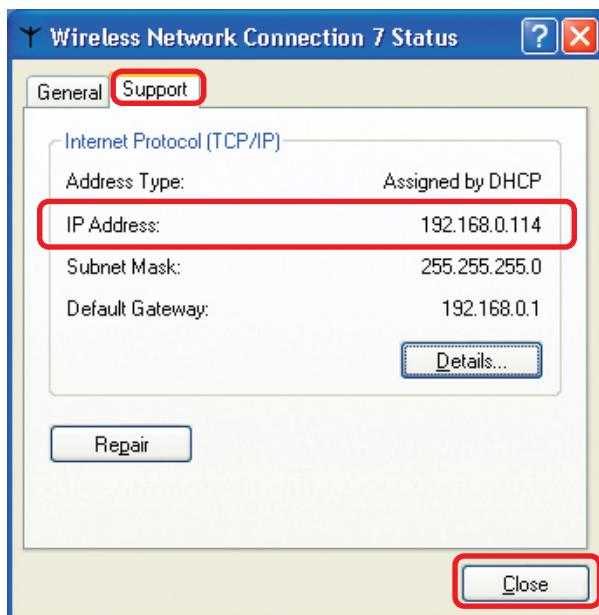 Wireless Network Connection 7 Status
General Support
Internet Protocol (TCP/IP)
Address Type: Assigned by DHCP
IP Address: 192.168.0.114
Subnet Mask: 255.255.255.0
Default Gateway: 192.168.0.1
Details...
Repair
Close